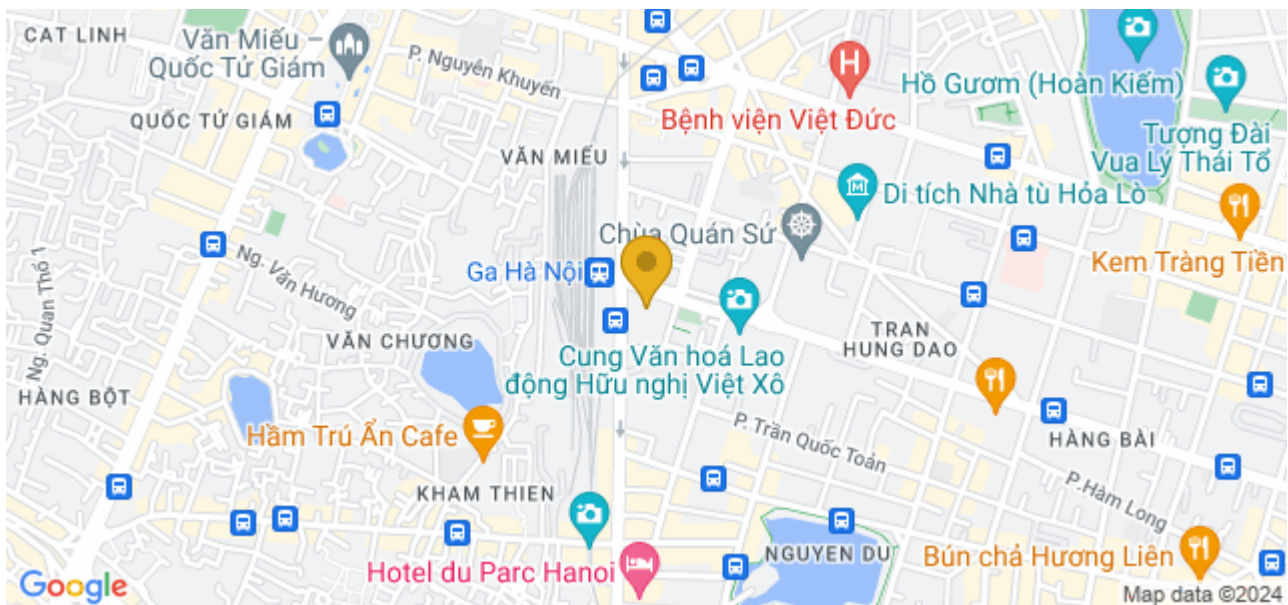 CAT LINH
Văn Miếu –
Quốc Tử Giám
P. Nguyên Khuyến
H
Bệnh viện Việt Đức
Hồ Gươm (Hoàn Kiếm)
Tượng Đài
Vua Lý Thái Tổ
QUỐC TỬ GIÁM
VĂN MIẾU
M
Di tích Nhà tù Hỏa Lò
Chùa Quán Sứ
Kem Tràng Tiền
Ng. Văn Hương
Ga Hà Nội
Ng. Quan Thổ 1
VĂN CHƯƠNG
TRAN
HUNG DAO
Cung Văn hoá Lao
động Hữu nghị Việt Xô
HÀNG BỘT
Hầm Trú Ẩn Cafe
P. Trần Quốc Toản
HÀNG BÀI
KHAM THIEN
P.Hàm Long
NGUYEN DU
Bún chả Hương Liên
Hotel du Parc Hanoi
Google
Map data ©2024